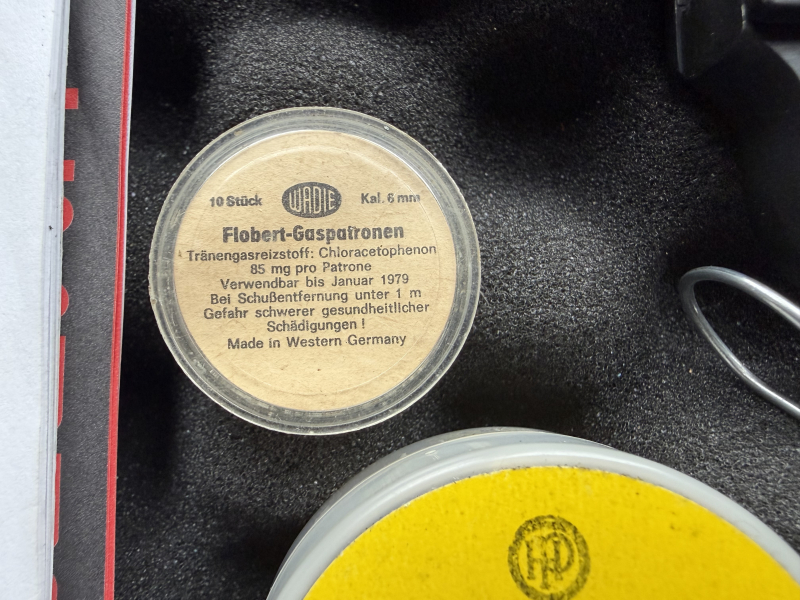 10 Stück WADIE Kal. 6 mm
Flobert-Gaspatronen
Tränengasreizstoff: Chloracetophenon
85 mg pro Patrone
Verwendbar bis Januar 1979
Bei Schußentfernung unter 1 m
Gefahr schwerer gesundheitlicher
Schädigungen !
Made in Western Germany